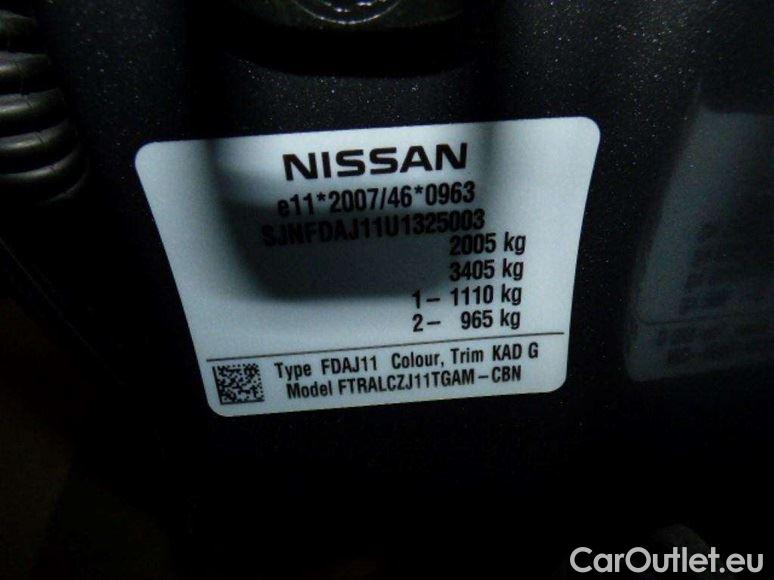 NISSAN
e11*2007/46*0963
SJNFDAJ11U1325003
2005 kg
3405 kg
1- 1110 kg
2- 965 kg
Type FDAJ11 Colour, Trim KAD G
Model FTRALCZJ11TGAM-CBN
CarOutlet.eu